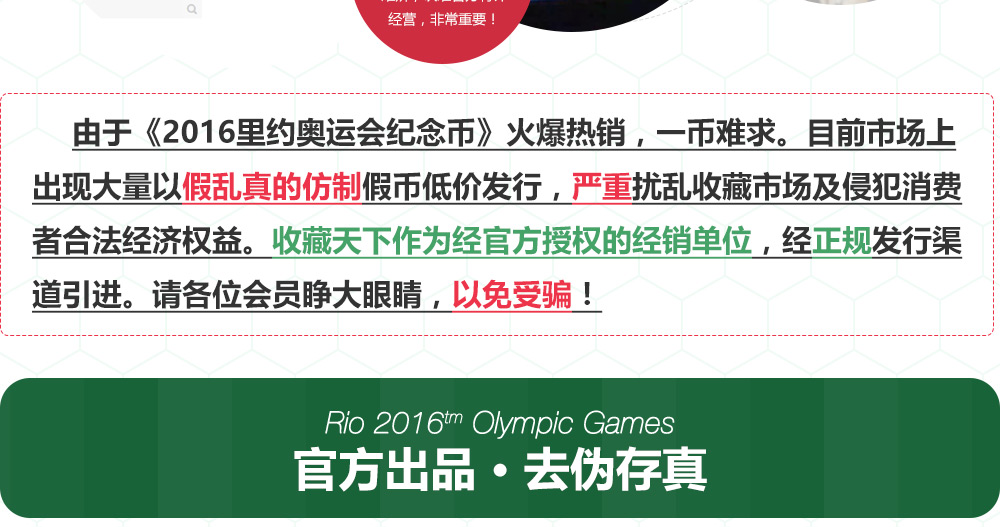 经营，非常重要！
由于《2016里约奥运会纪念币》火爆热销，一币难求。目前市场上
出现大量以假乱真的仿制假币低价发行，严重扰乱收藏市场及侵犯消费
者合法经济权益。收藏天下作为经官方授权的经销单位，经正规发行渠
道引进。请各位会员睁大眼睛，以免受骗！
Rio 2016tm Olympic Games
官方出品·去伪存真